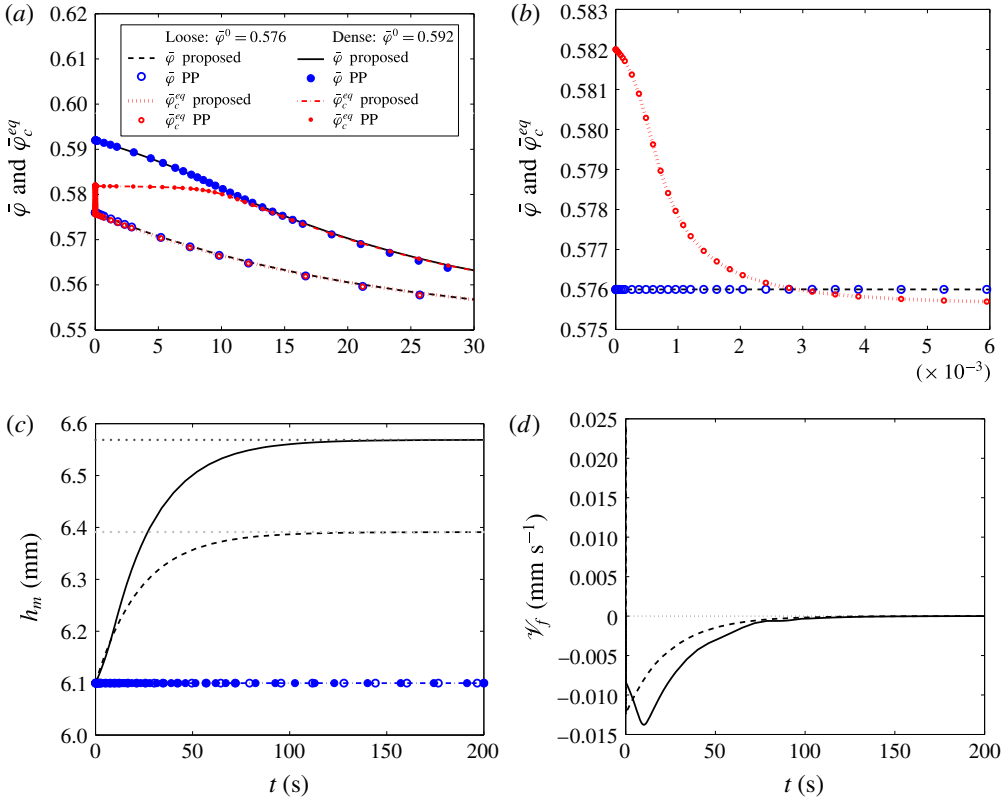 (a)
0.62
0.61
0.60
0.59
0.58
0.57
0.56
0.55
φ̄ and φ̄_c^{eq}
Loose: φ̄⁰ = 0.576
φ̄ proposed
φ̄ PP
φ̄_c^{eq} proposed
φ̄_c^{eq} PP
Dense: φ̄⁰ = 0.592
φ̄ proposed
φ̄ PP
φ̄_c^{eq} proposed
φ̄_c^{eq} PP
0 5 10 15 20 25 30
(b)
0.583
0.582
0.581
0.580
0.579
0.578
0.577
0.576
0.575
φ̄ and φ̄_c^{eq}
0 1 2 3 4 5 6
(× 10⁻³)
(c)
6.6
6.5
6.4
6.3
6.2
6.1
6.0
h_m (mm)
0 50 100 150 200
t (s)
(d)
0.025
0.020
0.015
0.010
0.005
0
−0.005
−0.010
−0.015
𝒱_f (mm s⁻¹)
0 50 100 150 200
t (s)